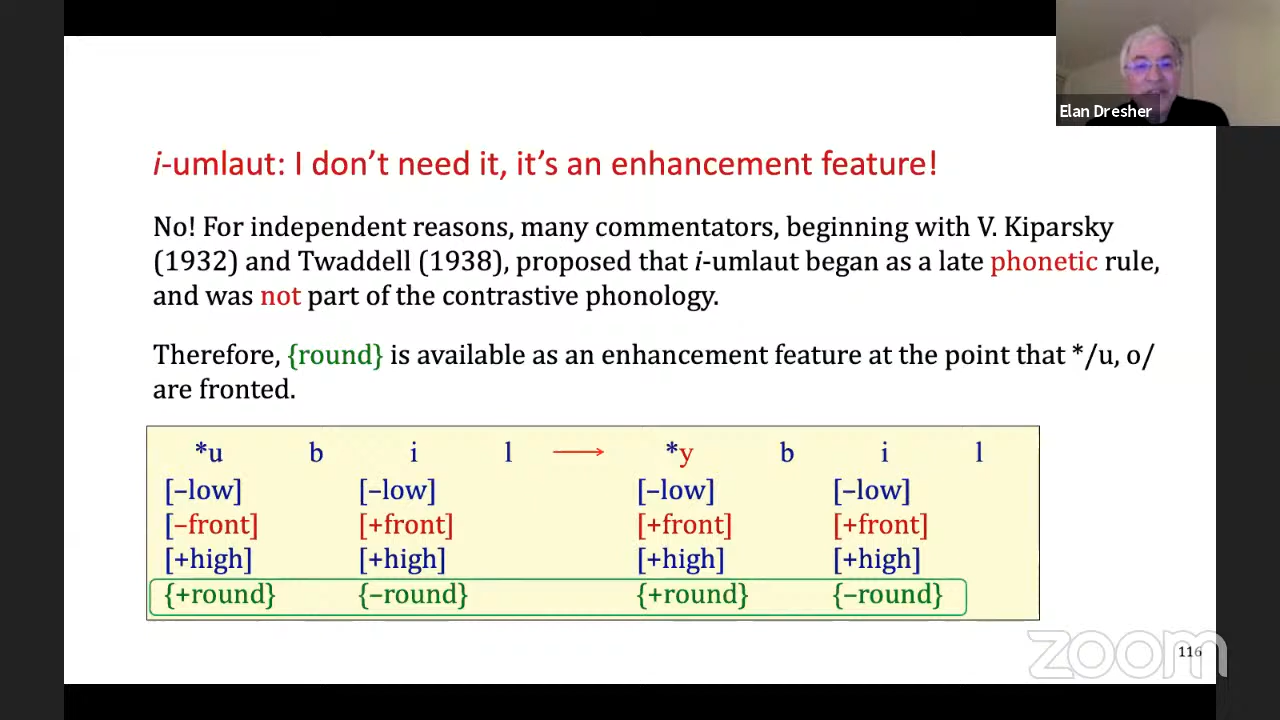 Elan Dresher
i-umlaut: I don’t need it, it’s an enhancement feature!
No! For independent reasons, many commentators, beginning with V. Kiparsky
(1932) and Twaddell (1938), proposed that i-umlaut began as a late phonetic rule,
and was not part of the contrastive phonology.
Therefore, {round} is available as an enhancement feature at the point that */u, o/
are fronted.
*u b i l → *y b i l
[–low] [–low] [–low] [–low]
[–front] [+front] [+front] [+front]
[+high] [+high] [+high] [+high]
{+round} {–round} {+round} {–round}
zoom
116